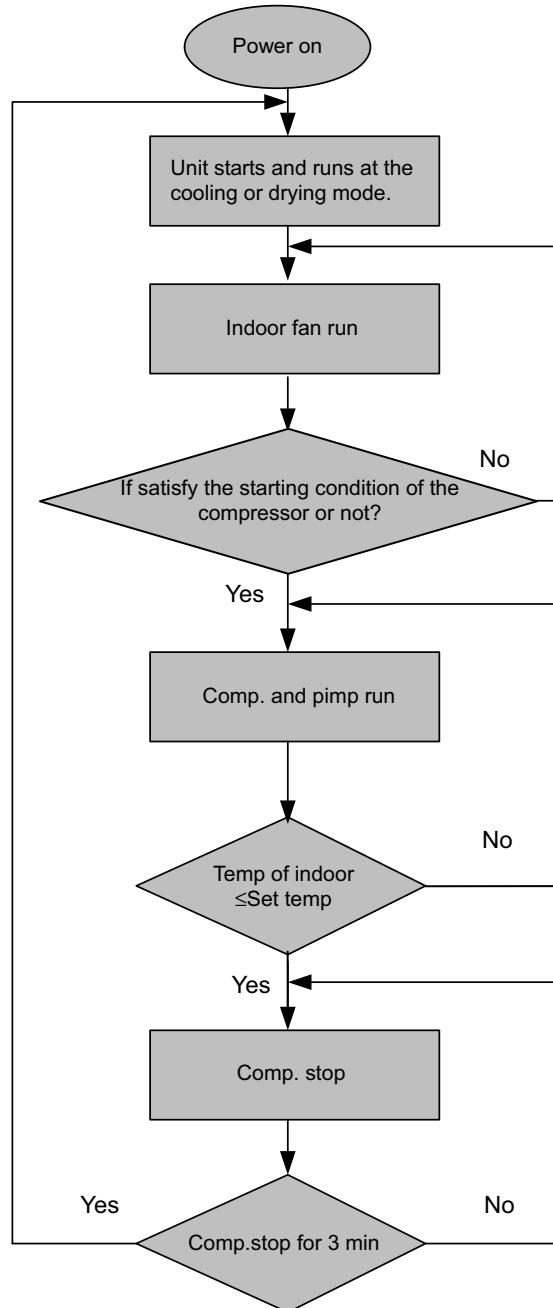 Power on
Unit starts and runs at the
cooling or drying mode.
Indoor fan run
No
If satisfy the starting condition of the
compressor or not?
Yes
Comp. and pimp run
No
Temp of indoor
≤Set temp
Yes
Comp. stop
Yes
No
Comp.stop for 3 min